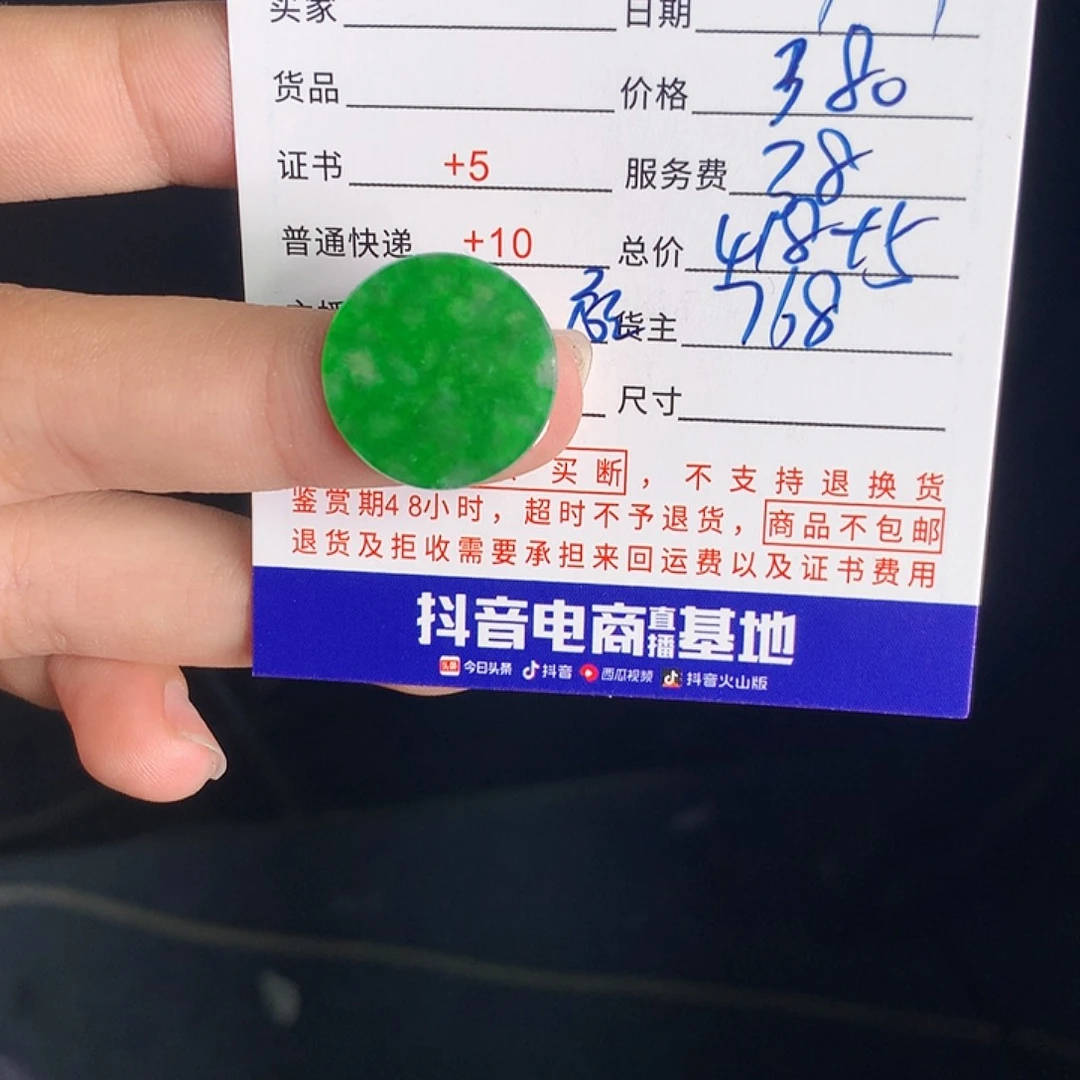 买家 日期
货品 价格 380
证书 +5 服务费 28
普通快递 +10 总价 418+5
货主 768
尺寸
买断，不支持退换货
鉴赏期48小时，超时不予退货，商品不包邮
退货及拒收需要承担来回运费以及证书费用
抖音电商直播基地
头条 今日头条 抖音 西瓜视频 抖音火山版